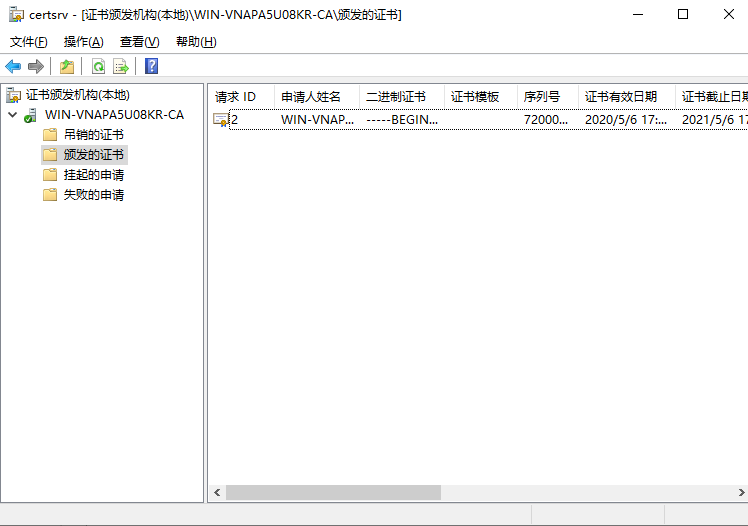 certsrv - [证书颁发机构(本地)\WIN-VNAPA5U08KR-CA\颁发的证书]
文件(F) 操作(A) 查看(V) 帮助(H)
证书颁发机构(本地)
WIN-VNAPA5U08KR-CA
吊销的证书
颁发的证书
挂起的申请
失败的申请
请求 ID 申请人姓名 二进制证书 证书模板 序列号 证书有效日期 证书截止日期
2 WIN-VNAP... -----BEGIN... 72000... 2020/5/6 17:... 2021/5/6 17